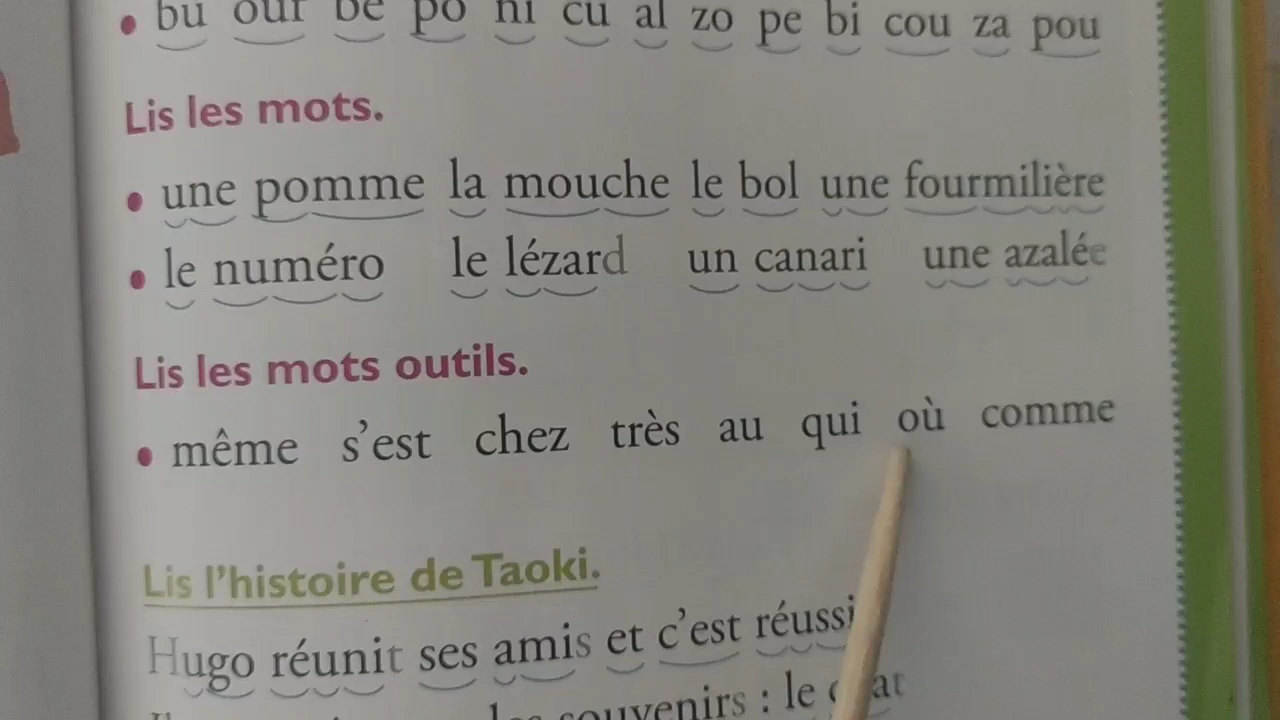 • bu our be po ni cu al zo pe bi cou za pou
Lis les mots.
• une pomme la mouche le bol une fourmilière
• le numéro le lézard un canari une azalée
Lis les mots outils.
• même s'est chez très au qui où comme
Lis l'histoire de Taoki.
Hugo réunit ses amis et c'est réussi
souvenirs : le